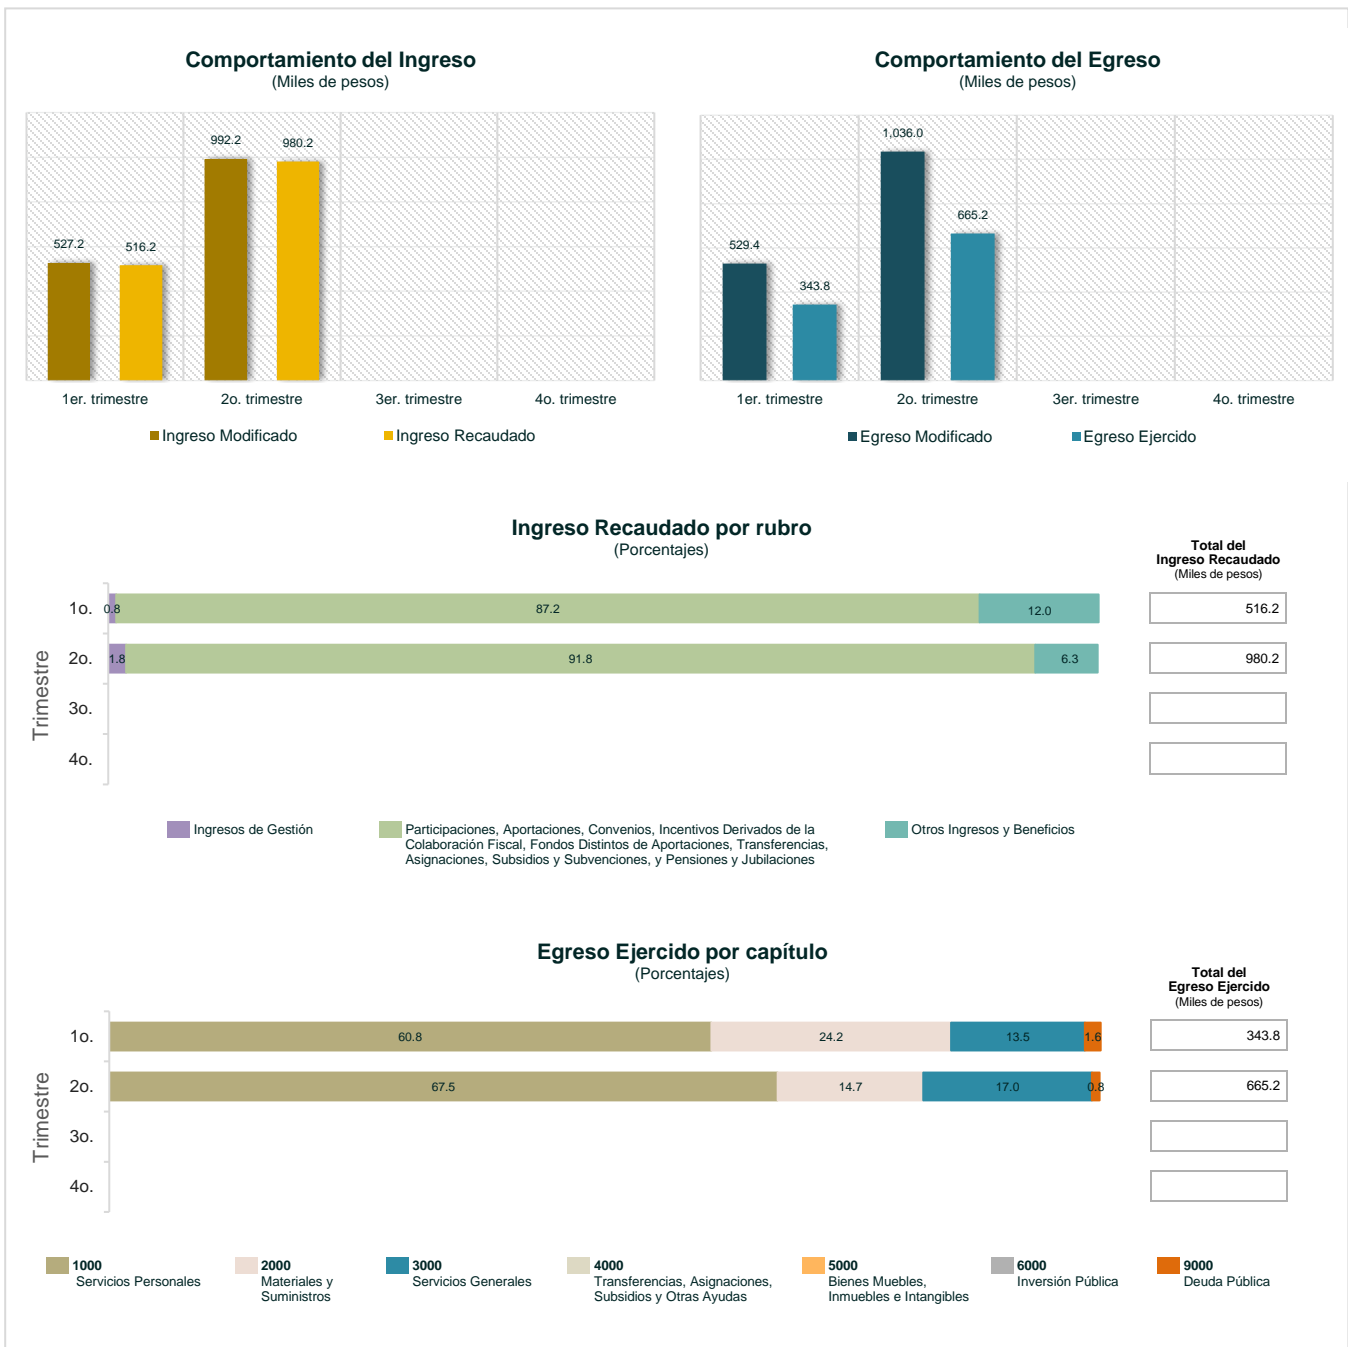 Comportamiento del Ingreso
(Miles de pesos)
992.2
980.2
527.2
516.2
1er. trimestre
2o. trimestre
3er. trimestre
4o. trimestre
Ingreso Modificado
Ingreso Recaudado
Comportamiento del Egreso
(Miles de pesos)
1,036.0
665.2
529.4
343.8
1er. trimestre
2o. trimestre
3er. trimestre
4o. trimestre
Egreso Modificado
Egreso Ejercido
Ingreso Recaudado por rubro
(Porcentajes)
Total del
Ingreso Recaudado
(Miles de pesos)
Trimestre
1o. 0.8 87.2 12.0 516.2
2o. 1.8 91.8 6.3 980.2
3o.
4o.
Ingresos de Gestión
Participaciones, Aportaciones, Convenios, Incentivos Derivados de la
Colaboración Fiscal, Fondos Distintos de Aportaciones, Transferencias,
Asignaciones, Subsidios y Subvenciones, y Pensiones y Jubilaciones
Otros Ingresos y Beneficios
Egreso Ejercido por capítulo
(Porcentajes)
Total del
Egreso Ejercido
(Miles de pesos)
Trimestre
1o. 60.8 24.2 13.5 1.6 343.8
2o. 67.5 14.7 17.0 0.8 665.2
3o.
4o.
1000
Servicios Personales
2000
Materiales y
Suministros
3000
Servicios Generales
4000
Transferencias, Asignaciones,
Subsidios y Otras Ayudas
5000
Bienes Muebles,
Inmuebles e Intangibles
6000
Inversión Pública
9000
Deuda Pública